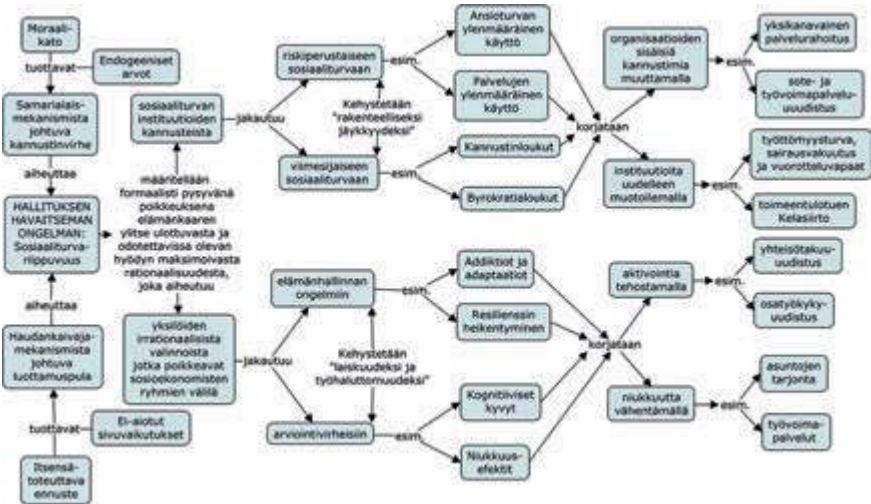 Moraali-
kato
tuottavat
Endogeeniset
arvot
Samarialais-
mekanismista
johtuva
kannustinvirhe
aiheuttaa
HALLITUKSEN
HAVAITSEMAN
ONGELMAN:
Sosiaaliturva-
riippuvuus
aiheuttaa
Haudankaivaja-
mekanismista
johtuva
luottamuspula
tuottavat
Ei-aiotut
sivuvaikutukset
Itsensä-
toteuttava
ennuste
sosiaaliturvan
instituutioiden
kannusteista
määritellään
formaalisti pysyvänä
poikkeuksena
elämänkaaren
ylitse ulottuvasta ja
odotettavissa olevan
hyödyn maksimoivasta
rationaalisuudesta,
joka aiheutuu
yksilöiden
irrationaalisista
valinnoista
jotka poikkeavat
sosioekonomisten
ryhmien välillä
jakautuu
riskiperustaiseen
sosiaaliturvaan
Kehystetään
"rakenteelliseksi
jäykkyydeksi"
viimesijaiseen
sosiaaliturvaan
esim.
Ansioturvan
ylenmääräinen
käyttö
Palvelujen
ylenmääräinen
käyttö
esim.
Kannustinloukut
Byrokratialoukut
korjataan
organisaatioiden
sisäisiä
kannustimia
muuttamalla
esim.
yksikanavainen
palvelurahoitus
sote- ja
työvoimapalvelu-
uudistus
instituutioita
uudelleen
muotoilemalla
esim.
työttömyysturva,
sairausvakuutus
ja vuorotteluvapaat
toimeentulotuen
Kelasiirto
jakautuu
elämänhallinnan
ongelmiin
Kehystetään
"laiskuudeksi ja
työhaluttomuudeksi"
arviointivirheisiin
esim.
Addiktiot ja
adaptaatiot
Resilienssin
heikentyminen
esim.
Kognitiiviset
kyvyt
Niukkuus-
efektit
korjataan
aktivointia
tehostamalla
esim.
yhteisötakuu-
uudistus
osatyökyky-
uudistus
niukkuutta
vähentämällä
esim.
asuntojen
tarjonta
työvoima-
palvelut